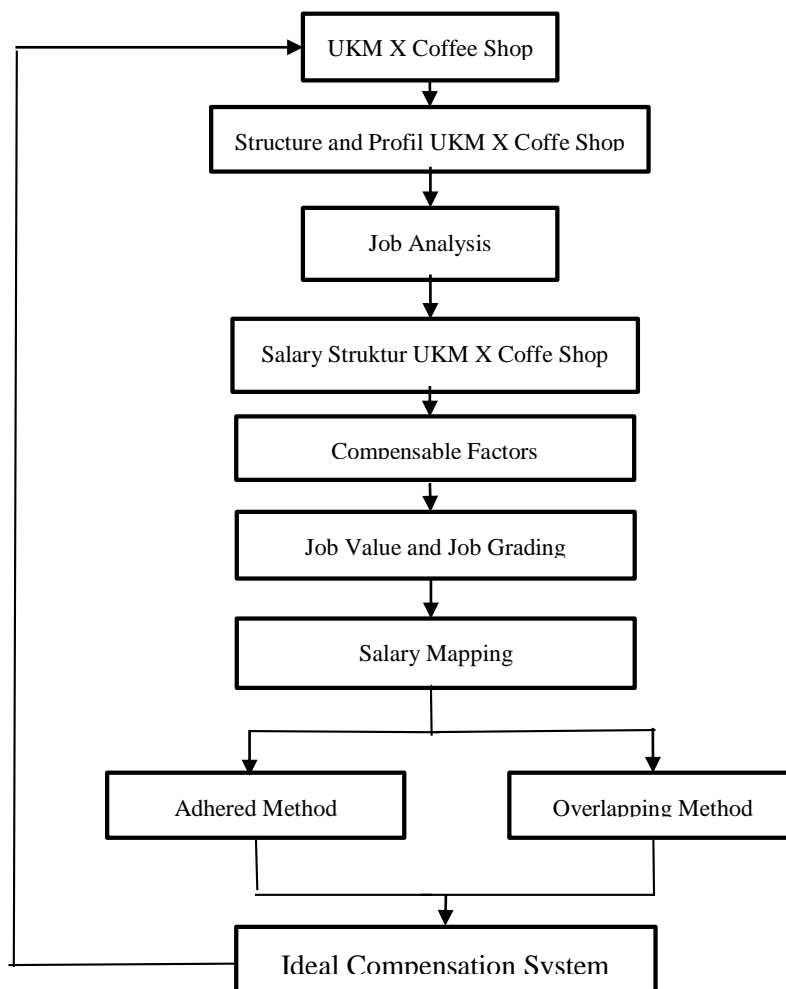 UKM X Coffee Shop
Structure and Profil UKM X Coffe Shop
Job Analysis
Salary Struktur UKM X Coffe Shop
Compensable Factors
Job Value and Job Grading
Salary Mapping
Adhered Method
Overlapping Method
Ideal Compensation System